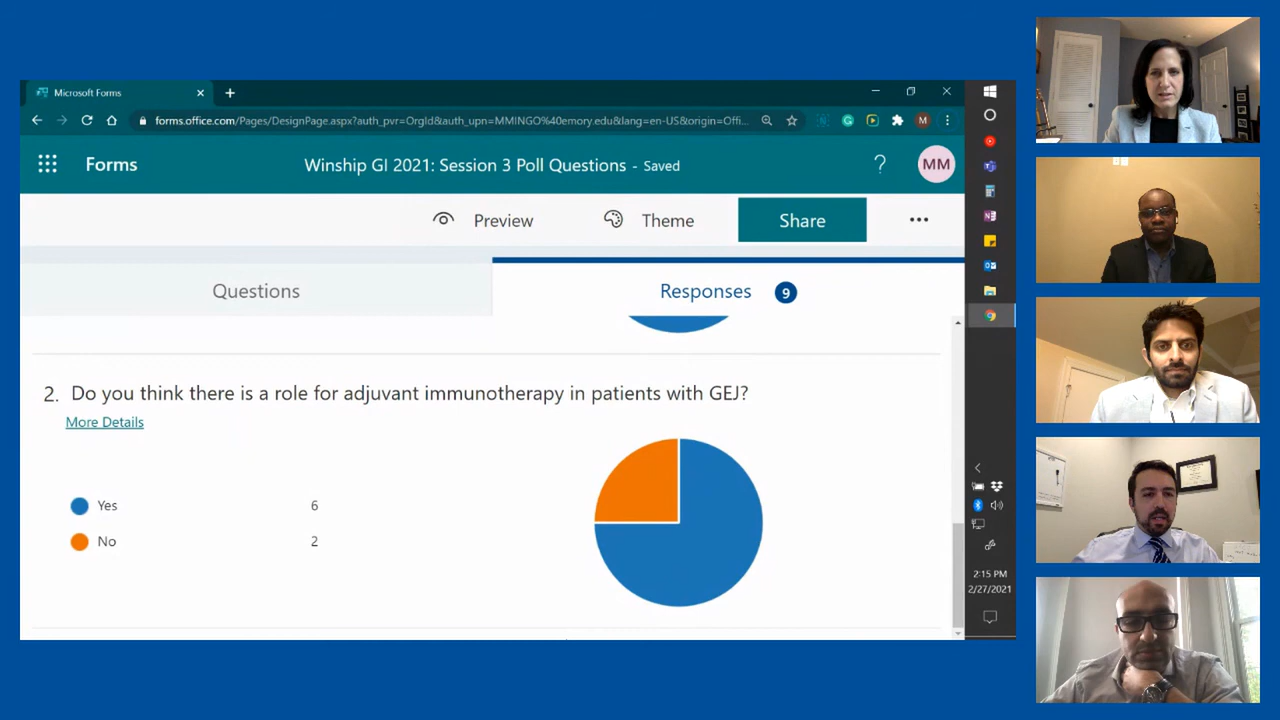 Microsoft Forms
forms.office.com/Pages/DesignPage.aspx?auth_pvr=OrgId&auth_upn=MMINGO%40emory.edu&lang=en-US&origin=Offi...
M
Forms
Winship GI 2021: Session 3 Poll Questions - Saved
?
MM
Preview
Theme
Share
Questions
Responses
9
2. Do you think there is a role for adjuvant immunotherapy in patients with GEJ?
More Details
Yes
6
No
2
2:15 PM
2/27/2021